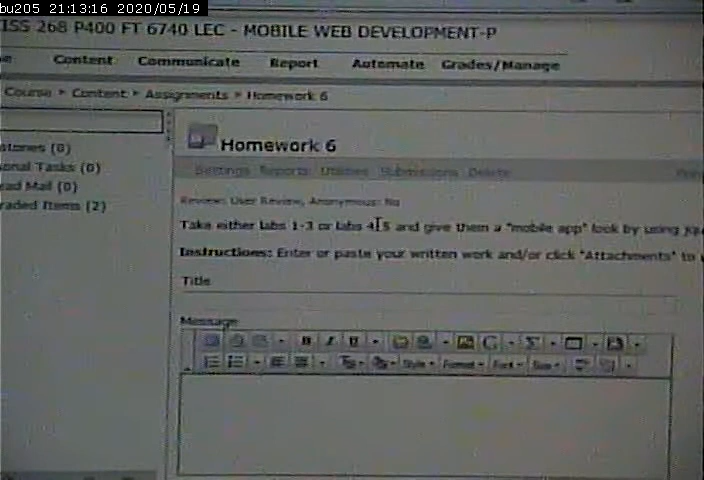 bu205 21:13:16 2020/05/19
ISS 268 P400 FT 6740 LEC - MOBILE WEB DEVELOPMENT-P
Content Communicate Report Automate Grades/Manage
Course > Content > Assignments > Homework 6
Homework 6
Settings Reports Utilities Submissions Delete
Review: User Review, Anonymous: No
Take either labs 1-3 or labs 4-5 and give them a "mobile app" look by using
Instructions: Enter or paste your written work and/or click "Attachments" to
Title
Message
B I U
Style Format Font Size
(0)
Tasks (0)
Mail (0)
Items (2)